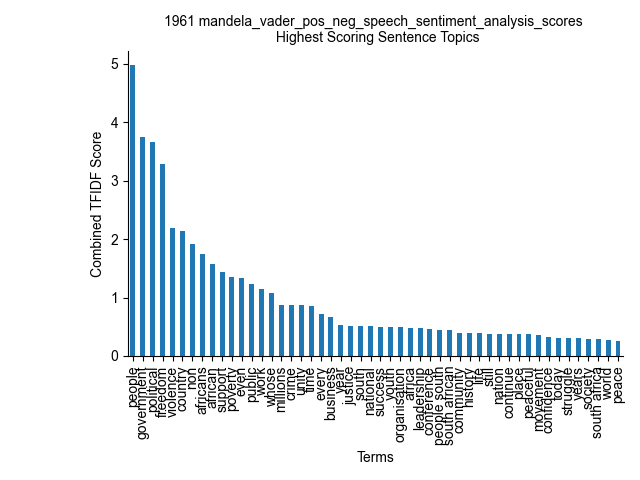 1961 mandela_vader_pos_neg_speech_sentiment_analysis_scores
Highest Scoring Sentence Topics
Combined TFIDF Score
5
4
3
2
1
0
people
government
political
freedom
violence
country
non
africans
african
support
poverty
even
public
work
whose
millions
crime
unity
time
every
business
year
justice
south
national
success
youth
organisation
africa
leadership
conference
people south
south african
community
history
life
still
nation
continue
place
peaceful
movement
confidence
today
struggle
years
society
south africa
world
peace
Terms